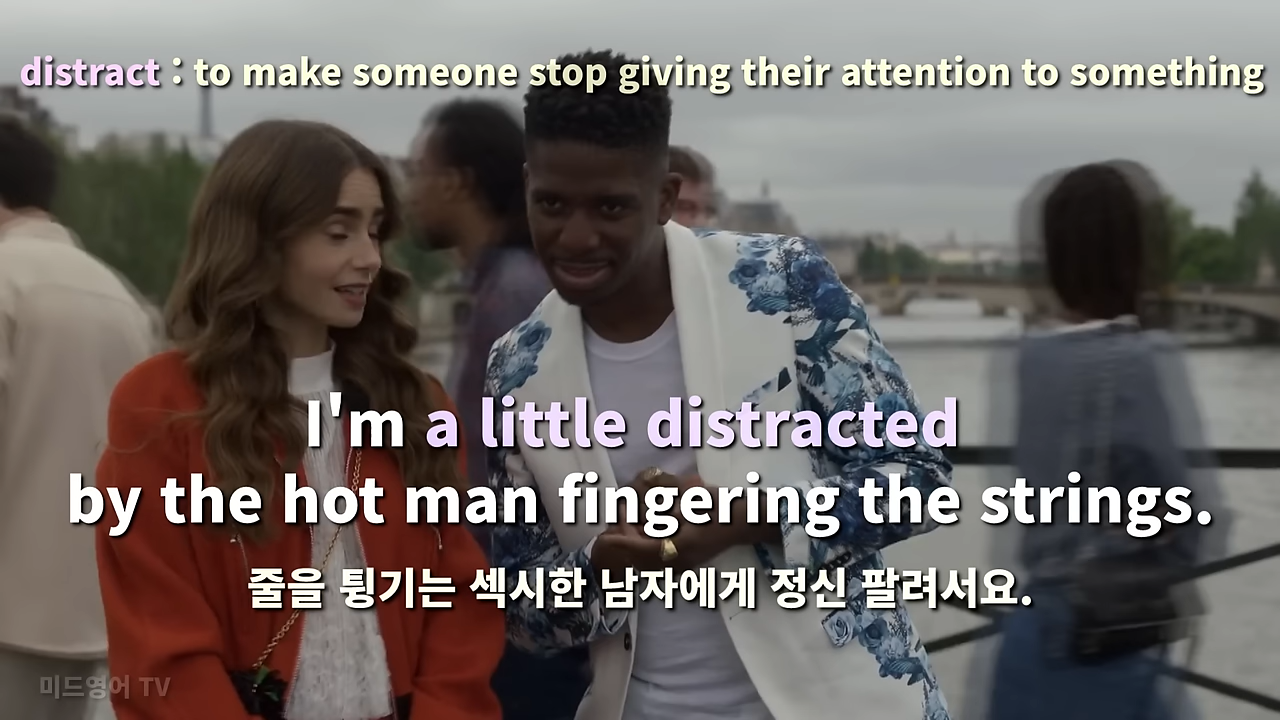 distract : to make someone stop giving their attention to something
I'm a little distracted
by the hot man fingering the strings.
줄을 튕기는 섹시한 남자에게 정신 팔려서요.
미드영어 TV